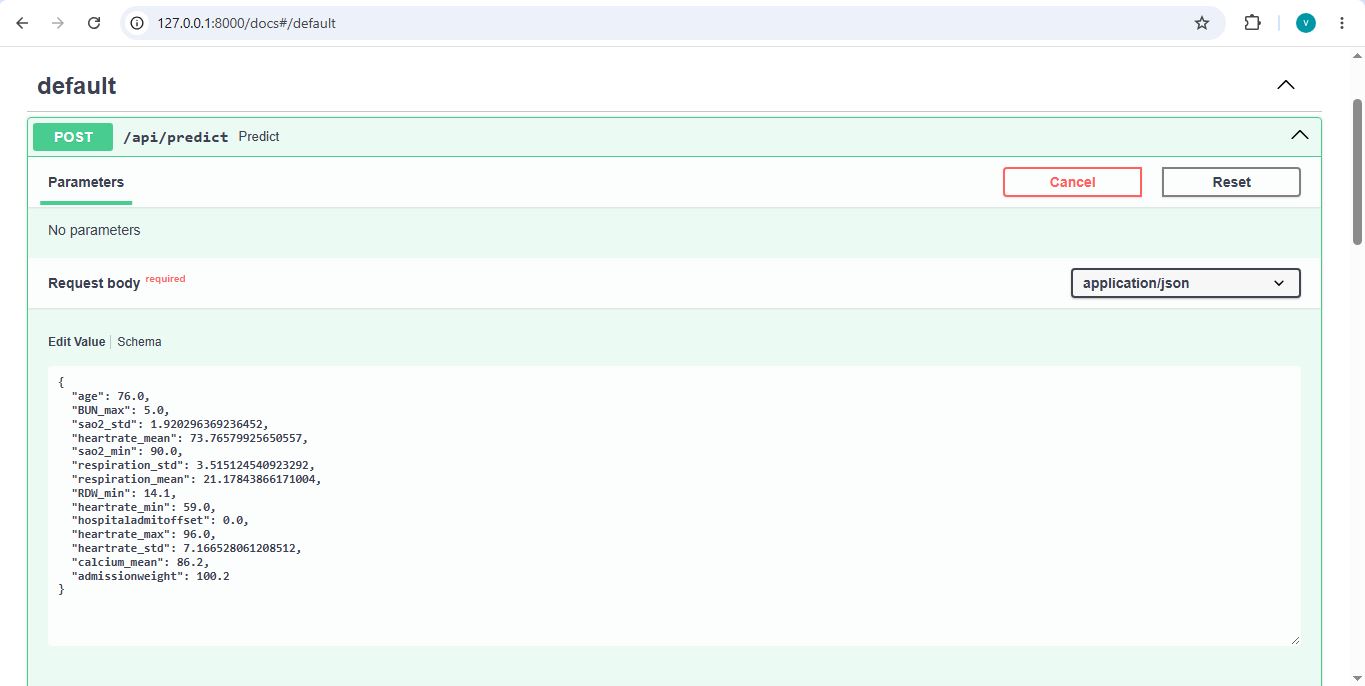 127.0.0.1:8000/docs#/default
V
default
POST /api/predict Predict
Parameters
Cancel
Reset
No parameters
Request body required
application/json
Edit Value | Schema
{
"age": 76.0,
"BUN_max": 5.0,
"sao2_std": 1.920296369236452,
"heartrate_mean": 73.76579925650557,
"sao2_min": 90.0,
"respiration_std": 3.515124540923292,
"respiration_mean": 21.17843866171004,
"RDW_min": 14.1,
"heartrate_min": 59.0,
"hospitaladmitoffset": 0.0,
"heartrate_max": 96.0,
"heartrate_std": 7.166528061208512,
"calcium_mean": 86.2,
"admissionweight": 100.2
}